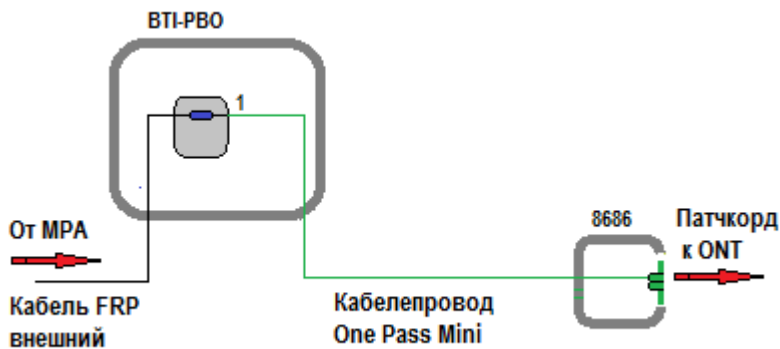 BTI-PBO
1
От МРА
Кабель FRP
внешний
Кабелепровод
One Pass Mini
8686
Патчкорд
к ONT